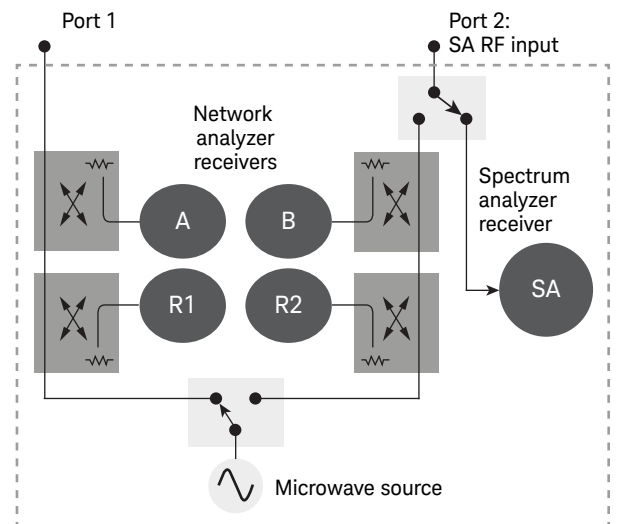 Port 1
Port 2:
SA RF input
Network
analyzer
receivers
Spectrum
analyzer
receiver
A
B
SA
R1
R2
Microwave source